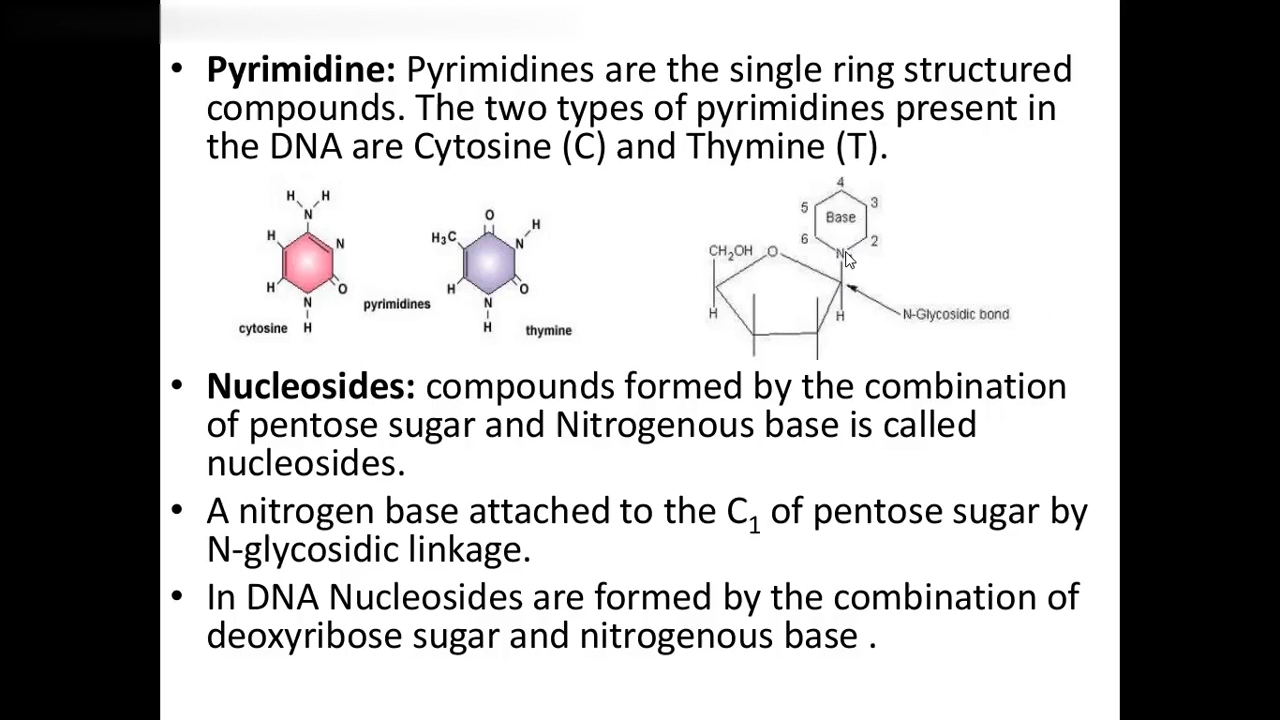 • Pyrimidine: Pyrimidines are the single ring structured
compounds. The two types of pyrimidines present in
the DNA are Cytosine (C) and Thymine (T).
H H
N
H
N
H
O
N
H
cytosine
pyrimidines
O
H
H₃C
N
H
O
N
H
thymine
4
5
3
Base
6
2
CH₂OH
O
N
H
H
N-Glycosidic bond
• Nucleosides: compounds formed by the combination
of pentose sugar and Nitrogenous base is called
nucleosides.
• A nitrogen base attached to the C₁ of pentose sugar by
N-glycosidic linkage.
• In DNA Nucleosides are formed by the combination of
deoxyribose sugar and nitrogenous base .